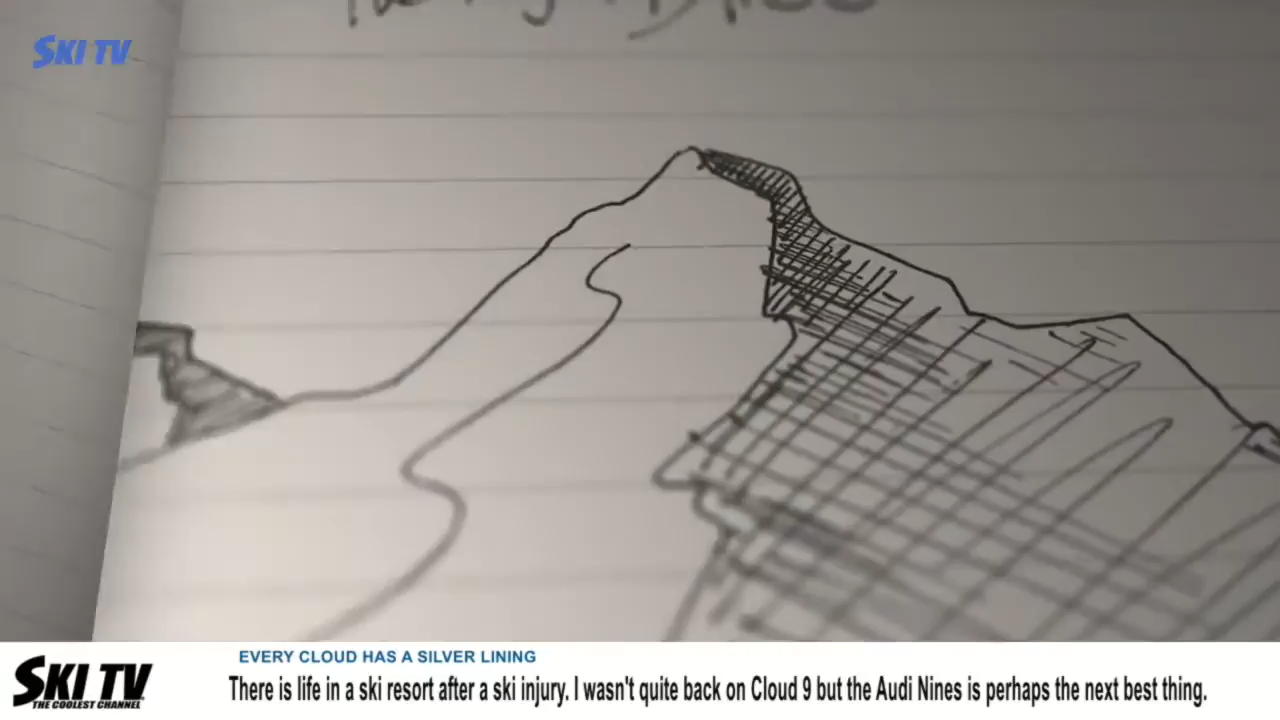 SKI TV
EVERY CLOUD HAS A SILVER LINING
SKI TV
THE COOLEST CHANNEL
There is life in a ski resort after a ski injury. I wasn't quite back on Cloud 9 but the Audi Nines is perhaps the next best thing.